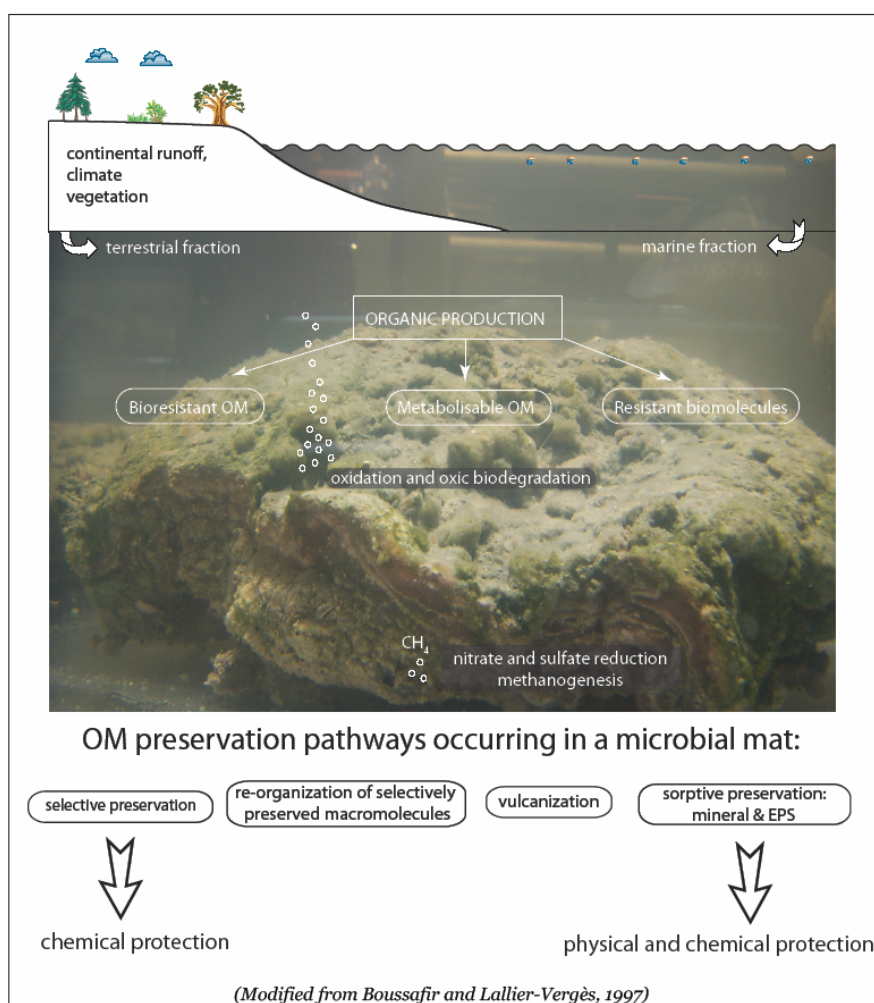 continental runoff,
climate
vegetation
terrestrial fraction
marine fraction
ORGANIC PRODUCTION
Bioresistant OM
Metabolisable OM
Resistant biomolecules
oxidation and oxic biodegradation
CH4
nitrate and sulfate reduction
methanogenesis
OM preservation pathways occurring in a microbial mat:
selective preservation
re-organization of selectively
preserved macromolecules
vulcanization
sorptive preservation:
mineral & EPS
chemical protection
physical and chemical protection
(Modified from Boussafir and Lallier-Vergès, 1997)